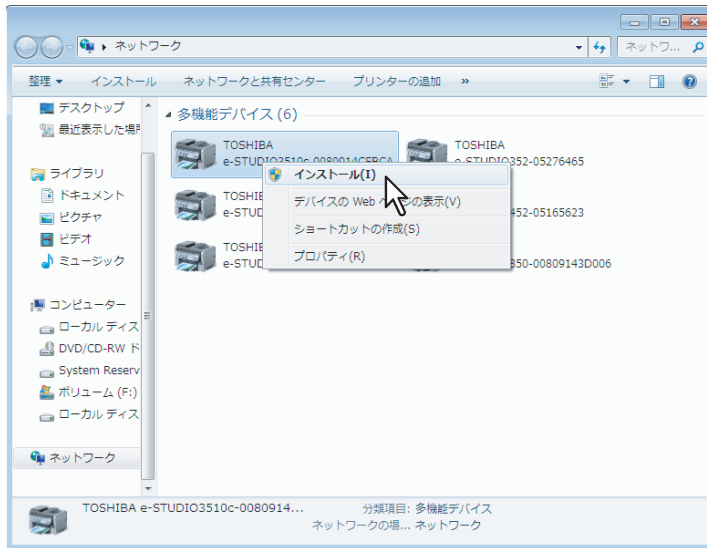 ネットワーク
ネットワ...
整理 インストール ネットワークと共有センター プリンターの追加 »
デスクトップ
最近表示した場所
ライブラリ
ドキュメント
ピクチャ
ビデオ
ミュージック
コンピューター
ローカル ディス
DVD/CD-RW ド
System Reserv
ボリューム (F:)
ローカル ディス
ネットワーク
多機能デバイス (6)
TOSHIBA
e-STUDIO3510c-0080914CFBCA
TOSHIBA
e-STUDIO352-05276465
インストール(I)
デバイスの Web ページの表示(V)
ショートカットの作成(S)
プロパティ(R)
TOSHIB
e-STUD
452-05165623
TOSHIB
e-STUD
850-00809143D006
TOSHIBA e-STUDIO3510c-0080914... 分類項目: 多機能デバイス
ネットワークの場... ネットワーク